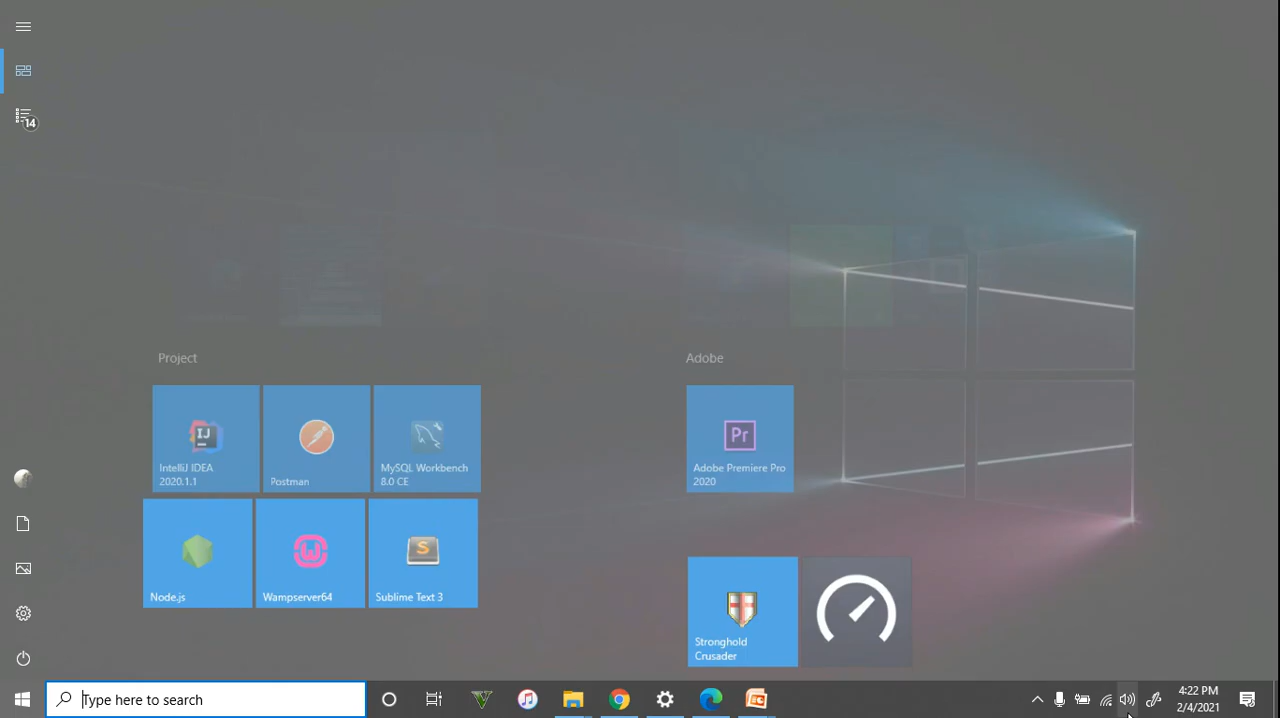 14
Project
Adobe
IJ
IntelliJ IDEA
2020.1.1
Postman
MySQL Workbench
8.0 CE
Pr
Adobe Premiere Pro
2020
Node.js
W
Wampserver64
S
Sublime Text 3
Stronghold
Crusader
Type here to search
4:22 PM
2/4/2021